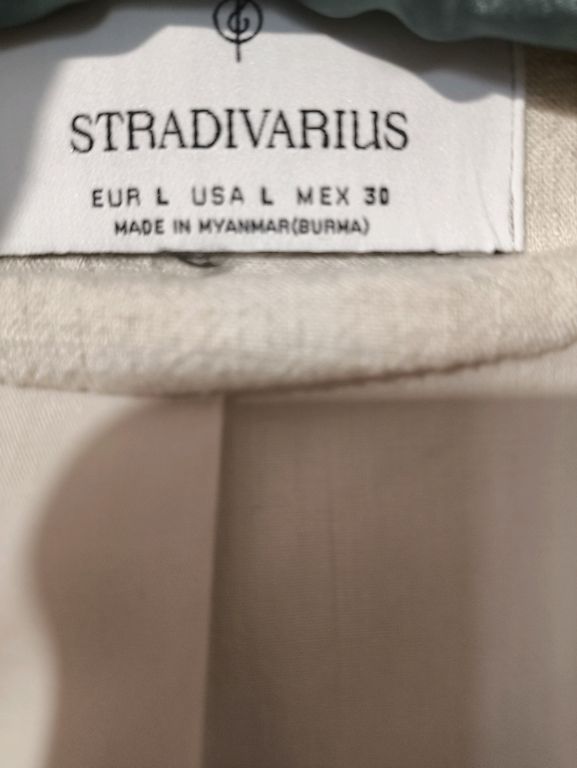 STRADIVARIUS
EUR L USA L MEX 30
MADE IN MYANMAR(BURMA)